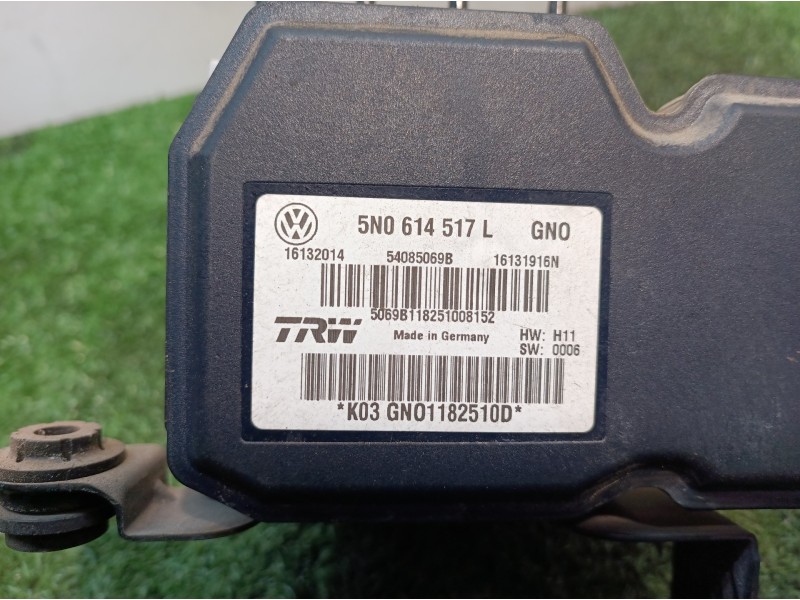 5N0 614 517 L GNO
16132014 54085069B 16131916N
5069B118251008152
TRW Made in Germany HW: H11
SW: 0006
*K03 GNO1182510D*